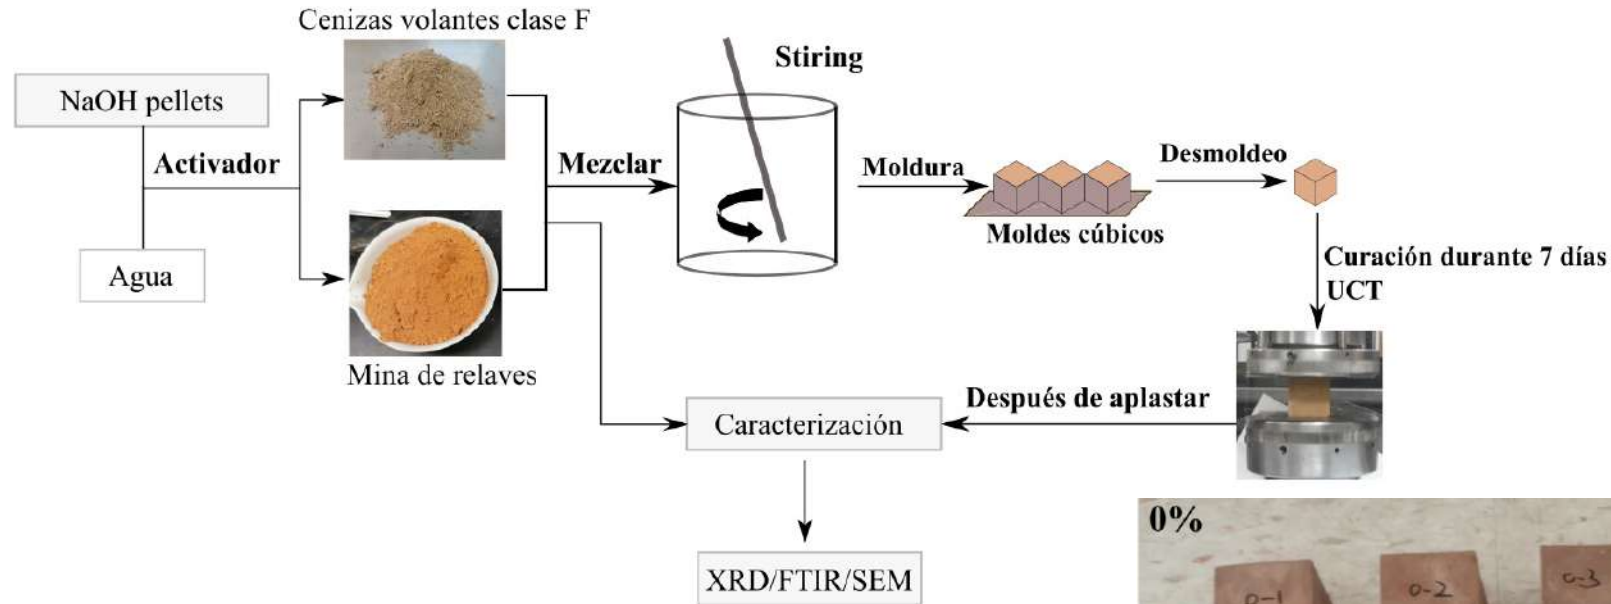 Cenizas volantes clase F
NaOH pellets
Activador
Agua
Mina de relaves
Mezclar
Stiring
Moldura
Moldes cúbicos
Desmoldeo
Curación durante 7 días
UCT
Después de aplastar
Caracterización
XRD/FTIR/SEM
0%
0-1
0-2
0-3